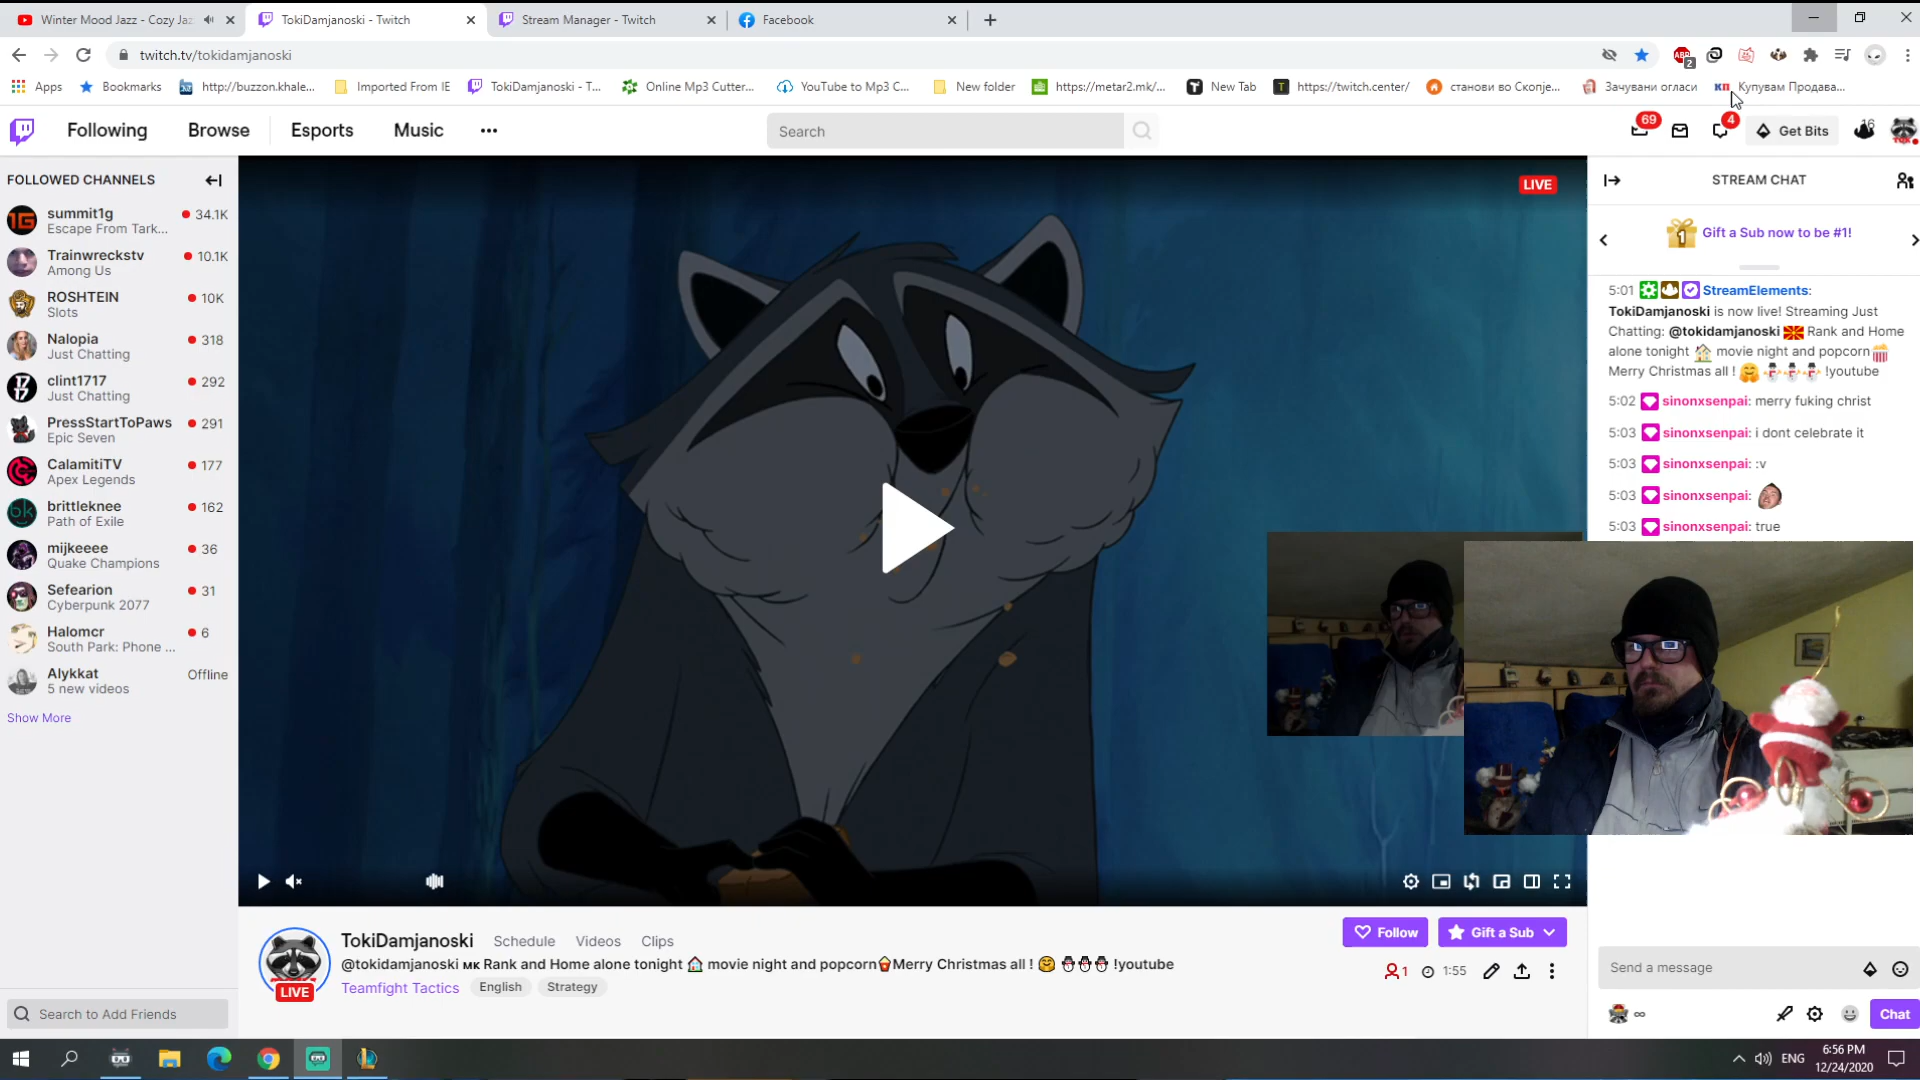 Winter Mood Jazz - Cozy Jaz
TokiDamjanoski - Twitch
Stream Manager - Twitch
Facebook
twitch.tv/tokidamjanoski
ABP
2
Apps
Bookmarks
http://buzzon.khale...
Imported From IE
TokiDamjanoski - T...
Online Mp3 Cutter...
YouTube to Mp3 C...
New folder
https://metar2.mk/...
New Tab
https://twitch.center/
станови во Скопје...
Зачувани огласи
КП Купувам Продава...
Following
Browse
Esports
Music
Search
69
4
Get Bits
16
FOLLOWED CHANNELS
summit1g
34.1K
Escape From Tark...
Trainwreckstv
10.1K
Among Us
ROSHTEIN
10K
Slots
Nalopia
318
Just Chatting
clint1717
292
Just Chatting
PressStartToPaws
291
Epic Seven
CalamitiTV
177
Apex Legends
brittleknee
162
Path of Exile
mijkeeee
36
Quake Champions
Sefearion
31
Cyberpunk 2077
Halomcr
6
South Park: Phone ...
Alykkat
Offline
5 new videos
Show More
Search to Add Friends
LIVE
STREAM CHAT
1 Gift a Sub now to be #1!
5:01 StreamElements:
TokiDamjanoski is now live! Streaming Just
Chatting: @tokidamjanoski 🇲🇰 Rank and Home
alone tonight 🏠 movie night and popcorn🍿
Merry Christmas all ! 🤗 ⛄⛄⛄ !youtube
5:02 sinonxsenpai: merry fuking christ
5:03 sinonxsenpai: i dont celebrate it
5:03 sinonxsenpai: :v
5:03 sinonxsenpai:
5:03 sinonxsenpai: true
TokiDamjanoski
Schedule
Videos
Clips
Follow
Gift a Sub
@tokidamjanoski ᴍᴋ Rank and Home alone tonight 🏠 movie night and popcorn🍿Merry Christmas all ! 🤗 ⛄⛄⛄ !youtube
LIVE
Teamfight Tactics
English
Strategy
1
1:55
Send a message
∞
Chat
ENG
6:56 PM
12/24/2020